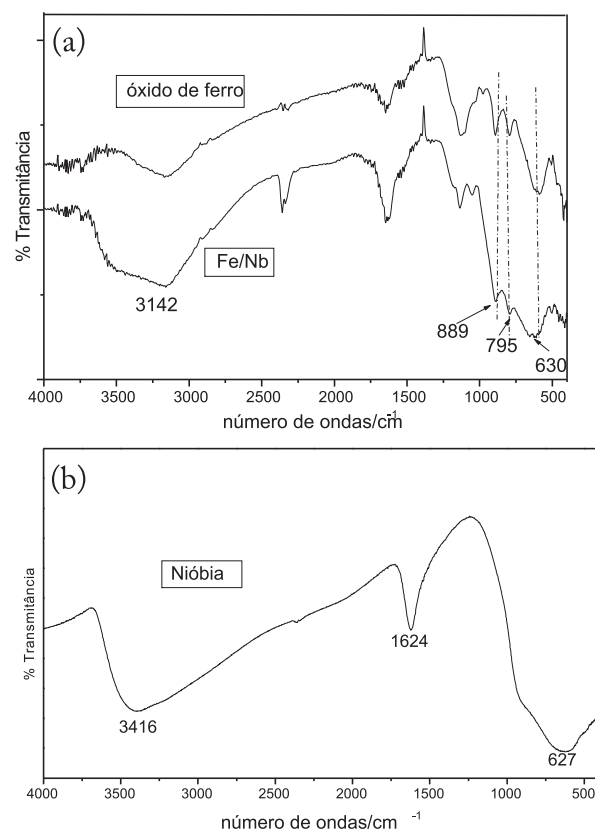 (a)
óxido de ferro
Fe/Nb
% Transmitância
3142
889
795
630
4000 3500 3000 2500 2000 1500 1000 500
número de ondas/cm-1
(b)
Nióbia
% Transmitância
3416
1624
627
4000 3500 3000 2500 2000 1500 1000 500
número de ondas/cm -1